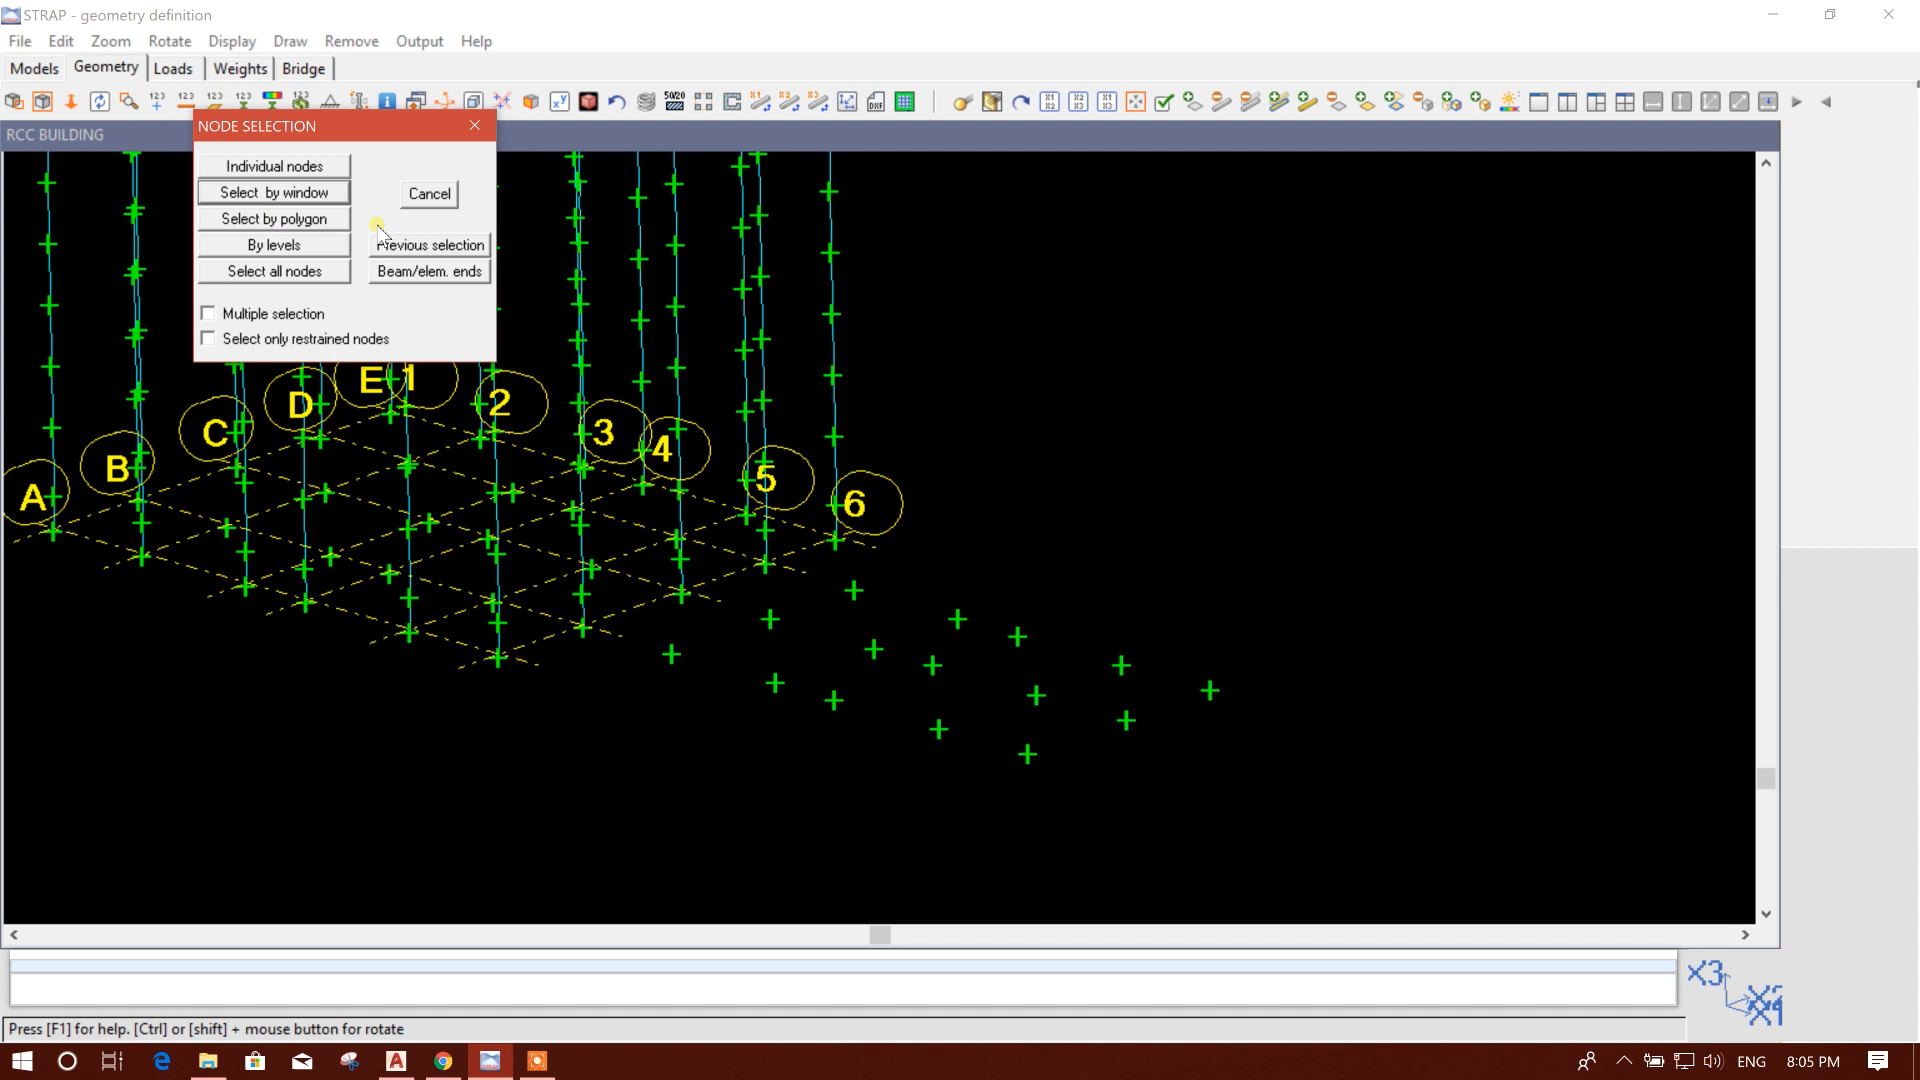 STRAP - geometry definition
File Edit Zoom Rotate Display Draw Remove Output Help
Models Geometry Loads Weights Bridge
RCC BUILDING
NODE SELECTION
Individual nodes
Select by window
Cancel
Select by polygon
By levels
Previous selection
Select all nodes
Beam/elem. ends
Multiple selection
Select only restrained nodes
A B C D E 1 2 3 4 5 6
X3
Press [F1] for help. [Ctrl] or [shift] + mouse button for rotate
ENG 8:05 PM